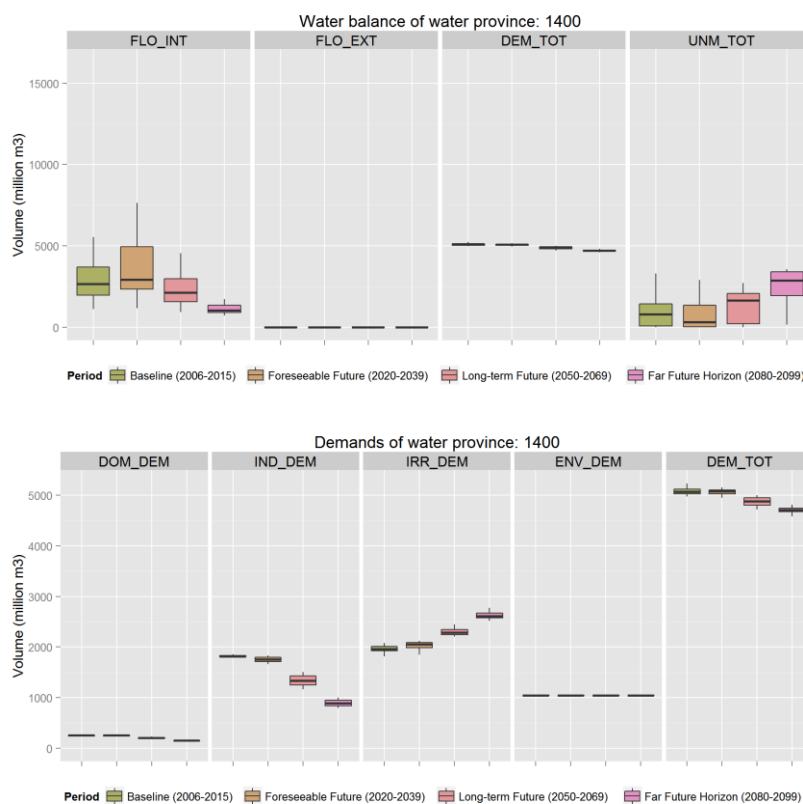 Water balance of water province: 1400
FLO_INT FLO_EXT DEM_TOT UNM_TOT
15000
10000
5000
0
Volume (million m3)
Period Baseline (2006-2015) Foreseeable Future (2020-2039) Long-term Future (2050-2069) Far Future Horizon (2080-2099)
Demands of water province: 1400
DOM_DEM IND_DEM IRR_DEM ENV_DEM DEM_TOT
5000
4000
3000
2000
1000
0
Volume (million m3)
Period Baseline (2006-2015) Foreseeable Future (2020-2039) Long-term Future (2050-2069) Far Future Horizon (2080-2099)